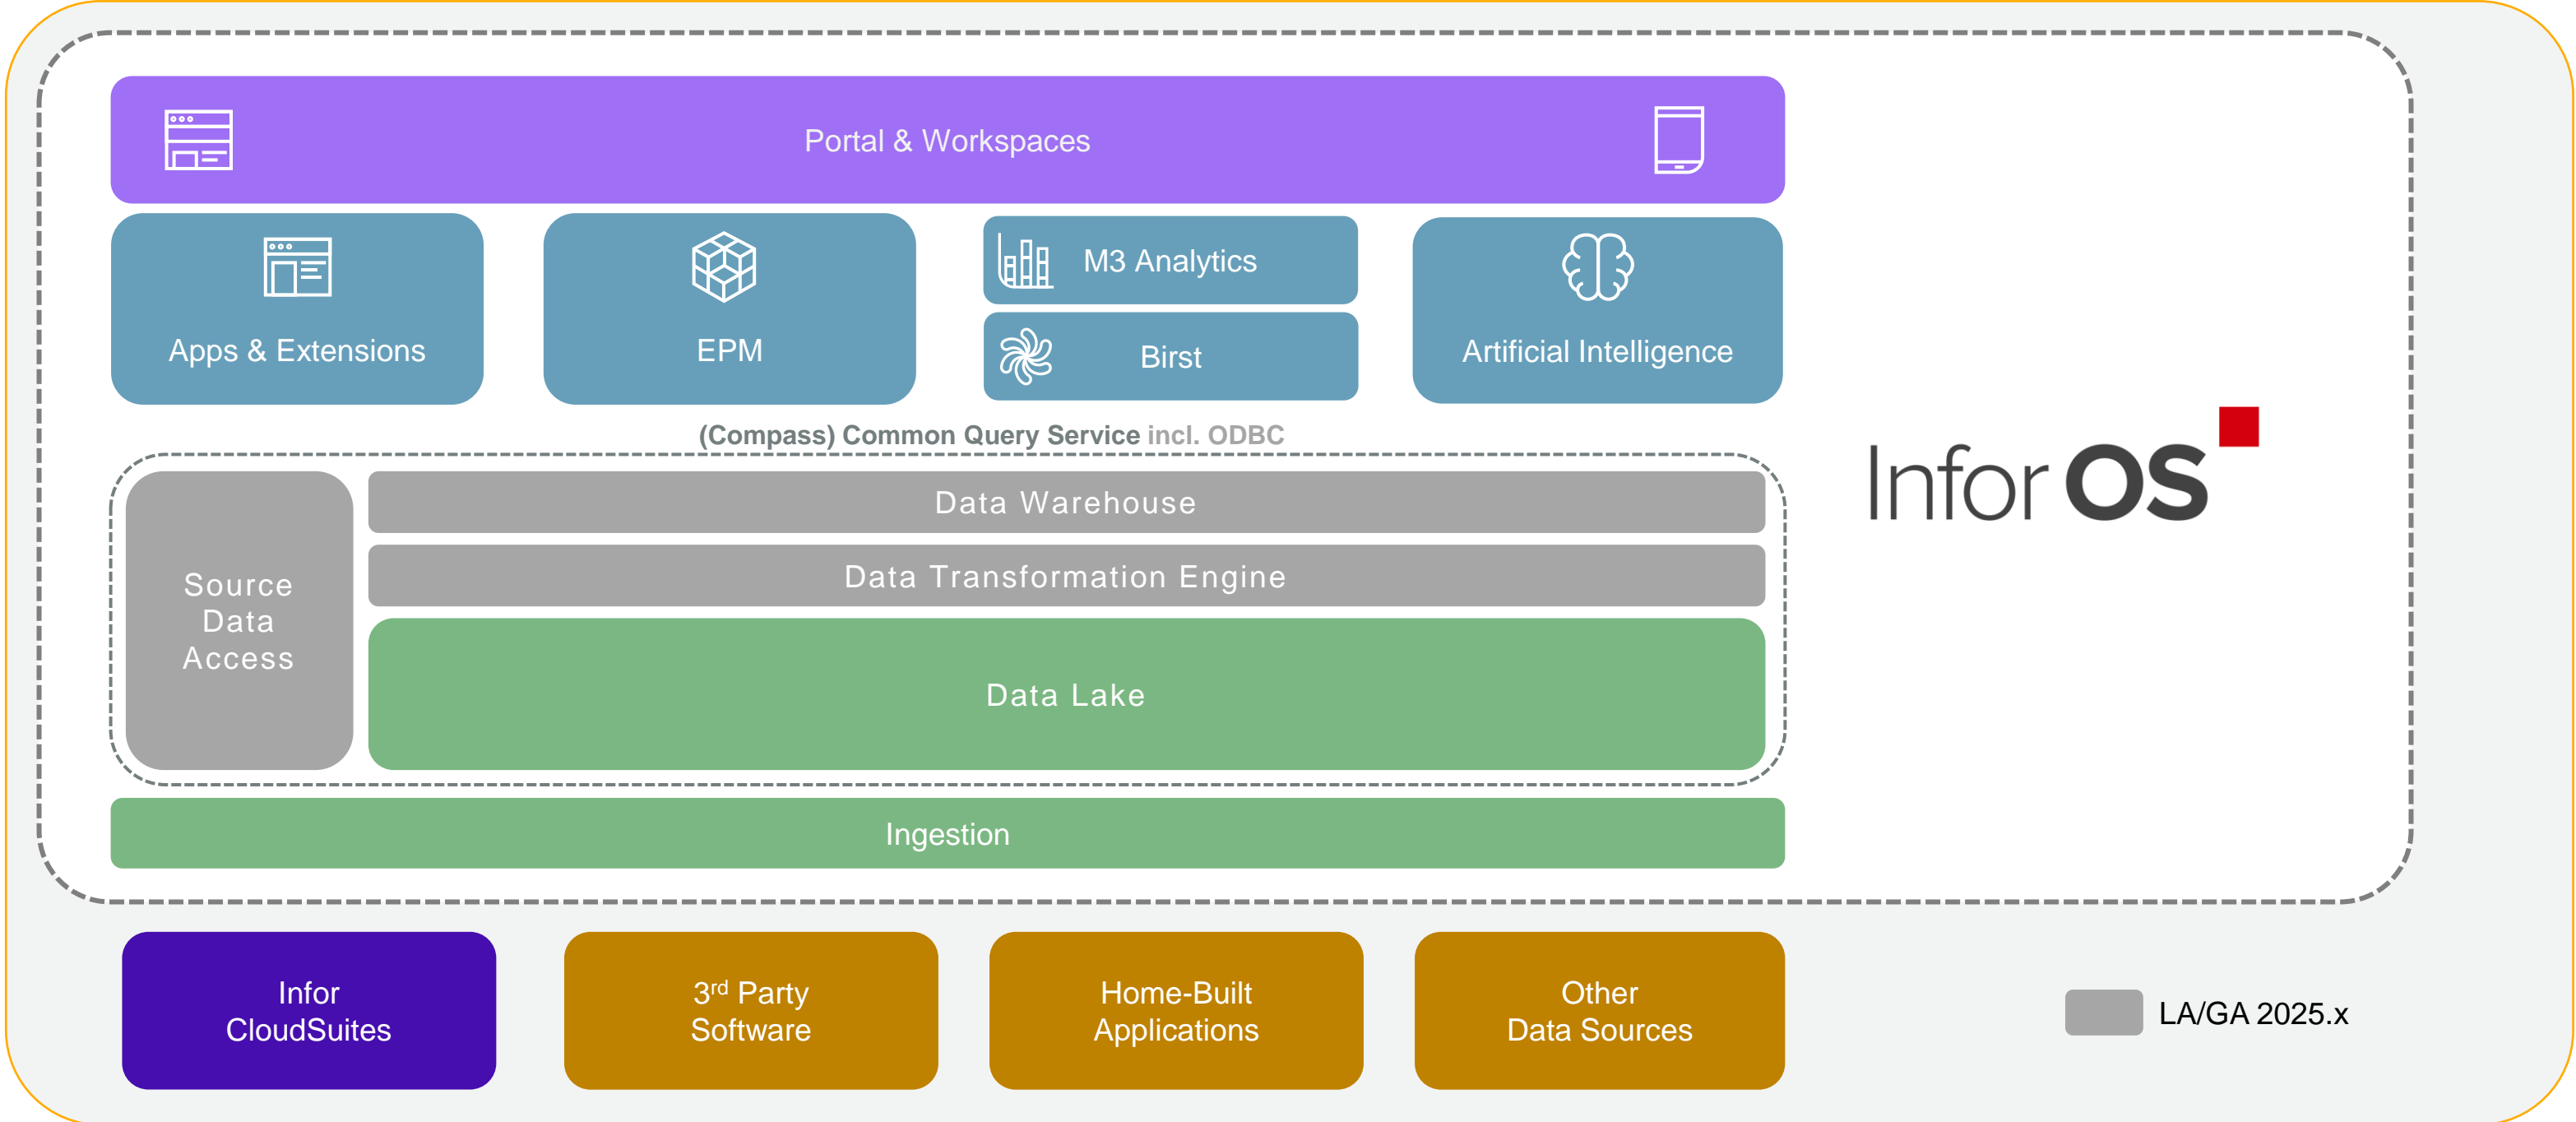 Portal & Workspaces
Apps & Extensions
EPM
M3 Analytics
Birst
Artificial Intelligence
(Compass) Common Query Service incl. ODBC
Source
Data
Access
Data Warehouse
Data Transformation Engine
Data Lake
Ingestion
Infor OS
Infor
CloudSuites
3rd Party
Software
Home-Built
Applications
Other
Data Sources
LA/GA 2025.x